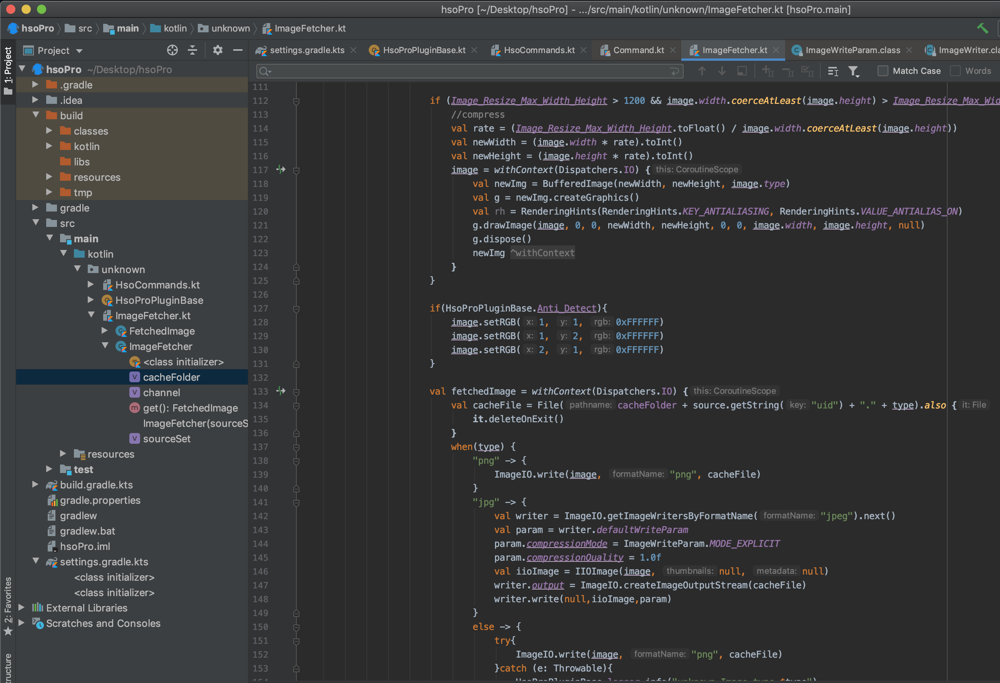 hsoPro [~/Desktop/hsoPro] - .../src/main/kotlin/unknown/ImageFetcher.kt [hsoPro.main]
hsoPro src main kotlin unknown ImageFetcher.kt
1: Project
Project
settings.gradle.kts HsoProPluginBase.kt HsoCommands.kt Command.kt ImageFetcher.kt ImageWriteParam.class ImageWriter.cla
Match Case Words
hsoPro ~/Desktop/hsoPro
.gradle
.idea
build
classes
kotlin
libs
resources
tmp
gradle
src
main
kotlin
unknown
HsoCommands.kt
HsoProPluginBase
ImageFetcher.kt
FetchedImage
ImageFetcher
<class initializer>
cacheFolder
channel
get(): FetchedImage
ImageFetcher(sourceS
sourceSet
resources
test
build.gradle.kts
gradle.properties
gradlew
gradlew.bat
hsoPro.iml
settings.gradle.kts
<class initializer>
<class initializer>
External Libraries
Scratches and Consoles
2: Favorites
ructure
111
112 if (Image_Resize_Max_Width_Height > 1200 && image.width.coerceAtLeast(image.height) > Image_Resize_Max_Wid
113 //compress
114 val rate = (Image_Resize_Max_Width_Height.toFloat() / image.width.coerceAtLeast(image.height))
115 val newWidth = (image.width * rate).toInt()
116 val newHeight = (image.height * rate).toInt()
117 image = withContext(Dispatchers.IO) { this: CoroutineScope
118 val newImg = BufferedImage(newWidth, newHeight, image.type)
119 val g = newImg.createGraphics()
120 val rh = RenderingHints(RenderingHints.KEY_ANTIALIASING, RenderingHints.VALUE_ANTIALIAS_ON)
121 g.drawImage(image, 0, 0, newWidth, newHeight, 0, 0, image.width, image.height, null)
122 g.dispose()
123 newImg ^withContext
124 }
125 }
126
127 if(HsoProPluginBase.Anti_Detect){
128 image.setRGB( x: 1, y: 1, rgb: 0xFFFFFF)
129 image.setRGB( x: 1, y: 2, rgb: 0xFFFFFF)
130 image.setRGB( x: 2, y: 1, rgb: 0xFFFFFF)
131 }
132
133 val fetchedImage = withContext(Dispatchers.IO) { this: CoroutineScope
134 val cacheFile = File( pathname: cacheFolder + source.getString( key: "uid") + "." + type).also { it: File
135 it.deleteOnExit()
136 }
137 when(type) {
138 "png" -> {
139 ImageIO.write(image, formatName: "png", cacheFile)
140 }
141 "jpg" -> {
142 val writer = ImageIO.getImageWritersByFormatName( formatName: "jpeg").next()
143 val param = writer.defaultWriteParam
144 param.compressionMode = ImageWriteParam.MODE_EXPLICIT
145 param.compressionQuality = 1.0f
146 val iioImage = IIOImage(image, thumbnails: null, metadata: null)
147 writer.output = ImageIO.createImageOutputStream(cacheFile)
148 writer.write(null,iioImage,param)
149 }
150 else -> {
151 try{
152 ImageIO.write(image, formatName: "png", cacheFile)
153 }catch (e: Throwable){